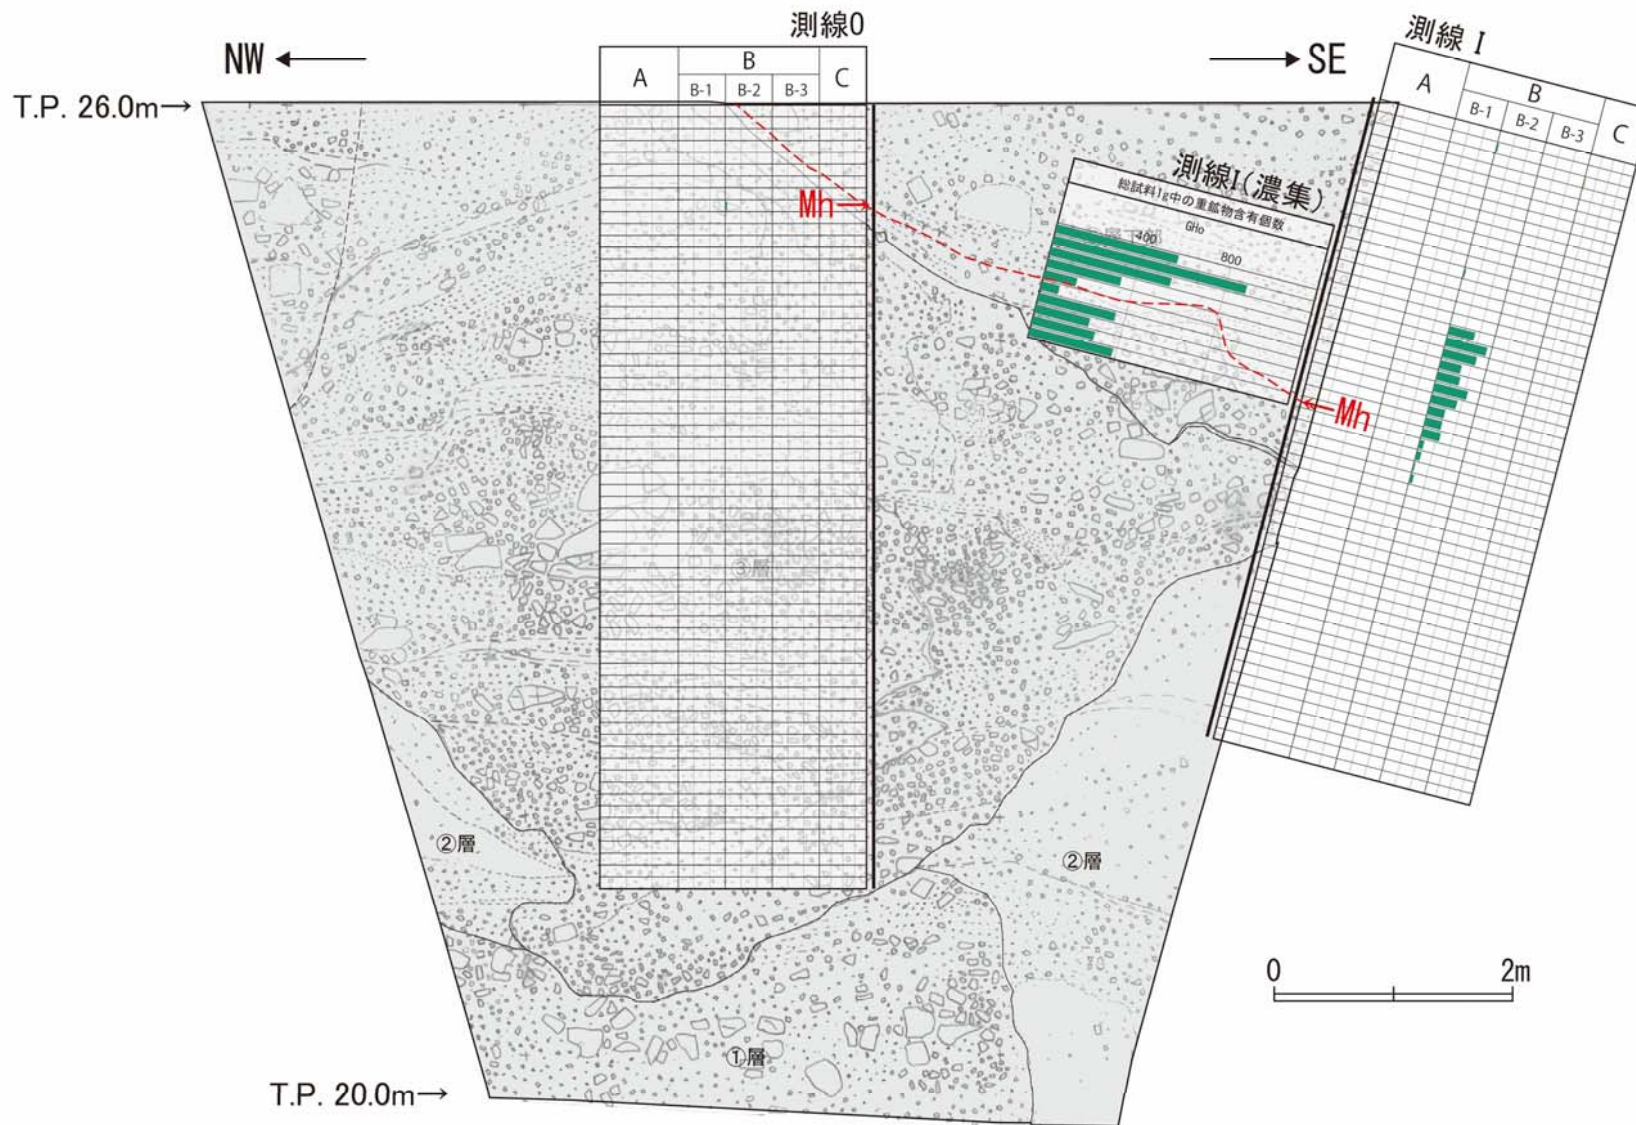 測線0
測線 I
NW ←
→ SE
A
B
C
B-1
B-2
B-3
A
B
C
B-1
B-2
B-3
T.P. 26.0m→
測線I(濃集)
総試料1g中の重鉱物含有個数
GHo
400
800
Mh
Mh
③層
②層
②層
①層
0
2m
T.P. 20.0m→